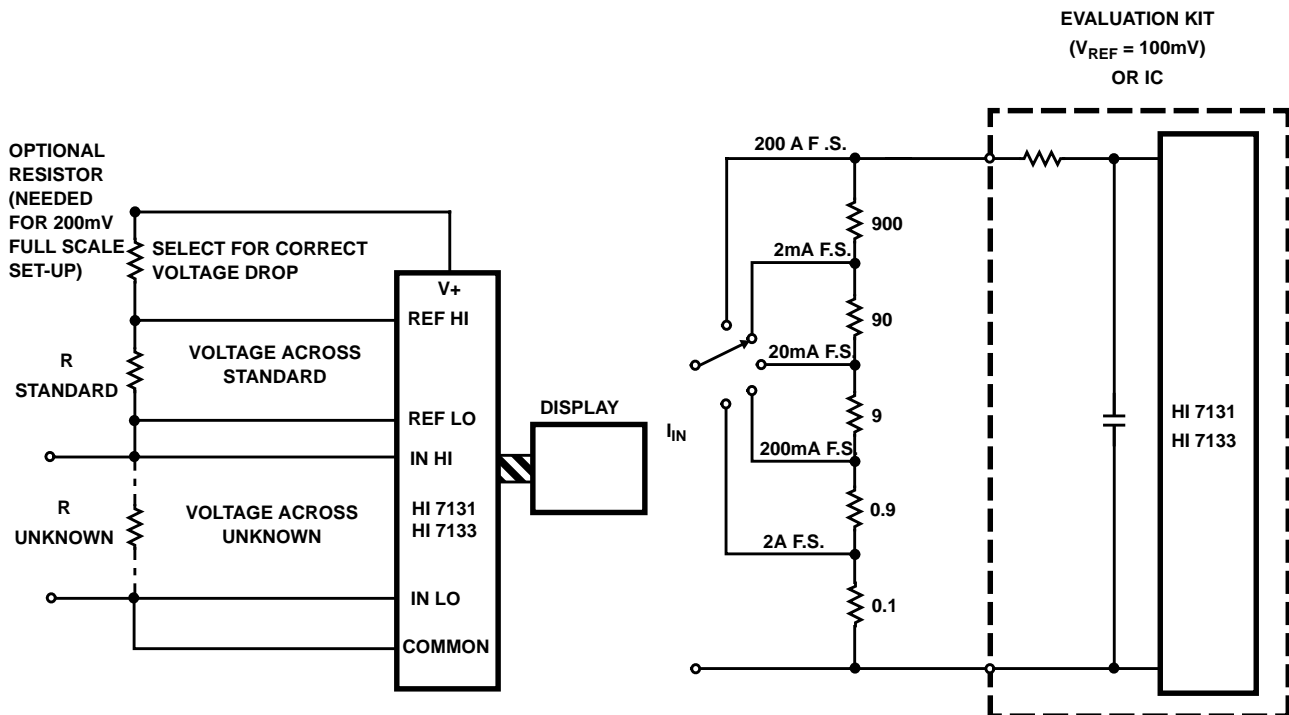 EVALUATION KIT
(VREF = 100mV)
OR IC
OPTIONAL
RESISTOR
(NEEDED
FOR 200mV
FULL SCALE
SET-UP)
SELECT FOR CORRECT
VOLTAGE DROP
V+
REF HI
R
STANDARD
VOLTAGE ACROSS
STANDARD
REF LO
IN HI
R
UNKNOWN
VOLTAGE ACROSS
UNKNOWN
HI 7131
HI 7133
IN LO
COMMON
DISPLAY
200 A F .S.
900
2mA F.S.
90
20mA F.S.
9
IIN
200mA F.S
0.9
2A F.S.
0.1
HI 7131
HI 7133